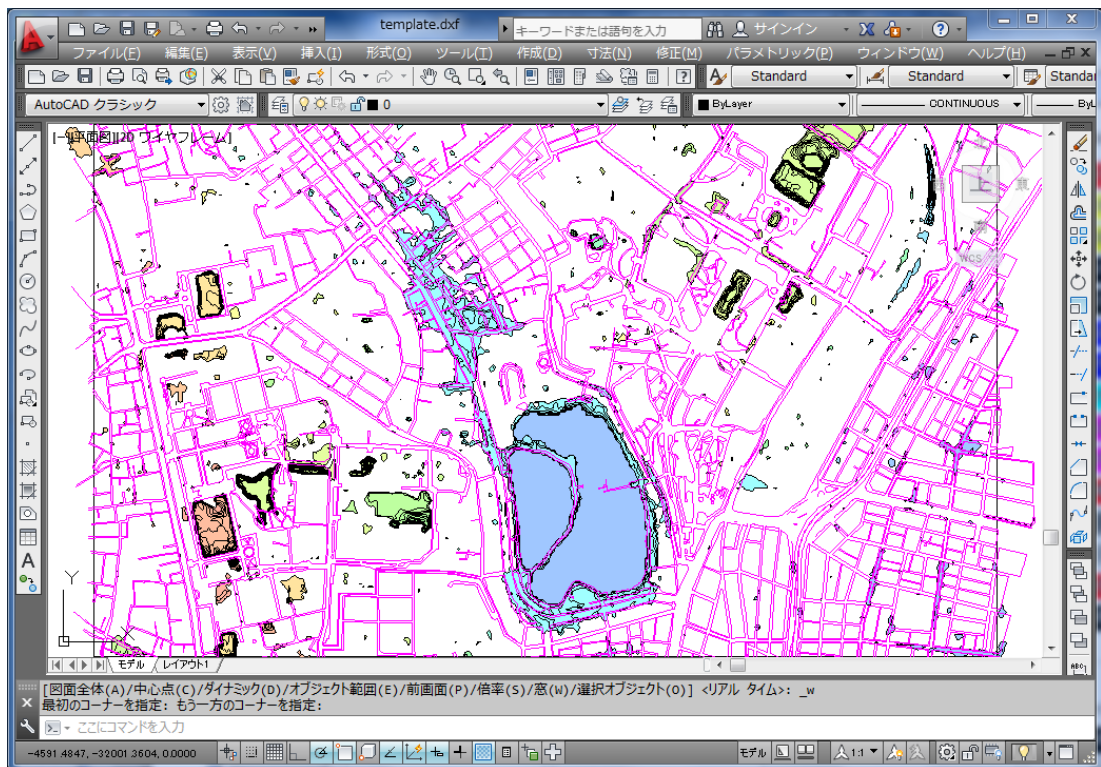 template.dxf
キーワードまたは語句を入力
サインイン
ファイル(F) 編集(E) 表示(V) 挿入(I) 形式(O) ツール(T) 作成(D) 寸法(N) 修正(M) パラメトリック(P) ウィンドウ(W) ヘルプ(H)
Standard Standard Standa
AutoCAD クラシック 0 ByLayer CONTINUOUS ByL
[-][平面図][2D ワイヤフレーム]
上 東
南
WCS
Y
X
モデル レイアウト1
[図面全体(A)/中心点(C)/ダイナミック(D)/オブジェクト範囲(E)/前画面(P)/倍率(S)/窓(W)/選択オブジェクト(O)] <リアル タイム>: _w
最初のコーナーを指定: もう一方のコーナーを指定:
ここにコマンドを入力
-4591.4847, -32001.3604, 0.0000 モデル 1:1